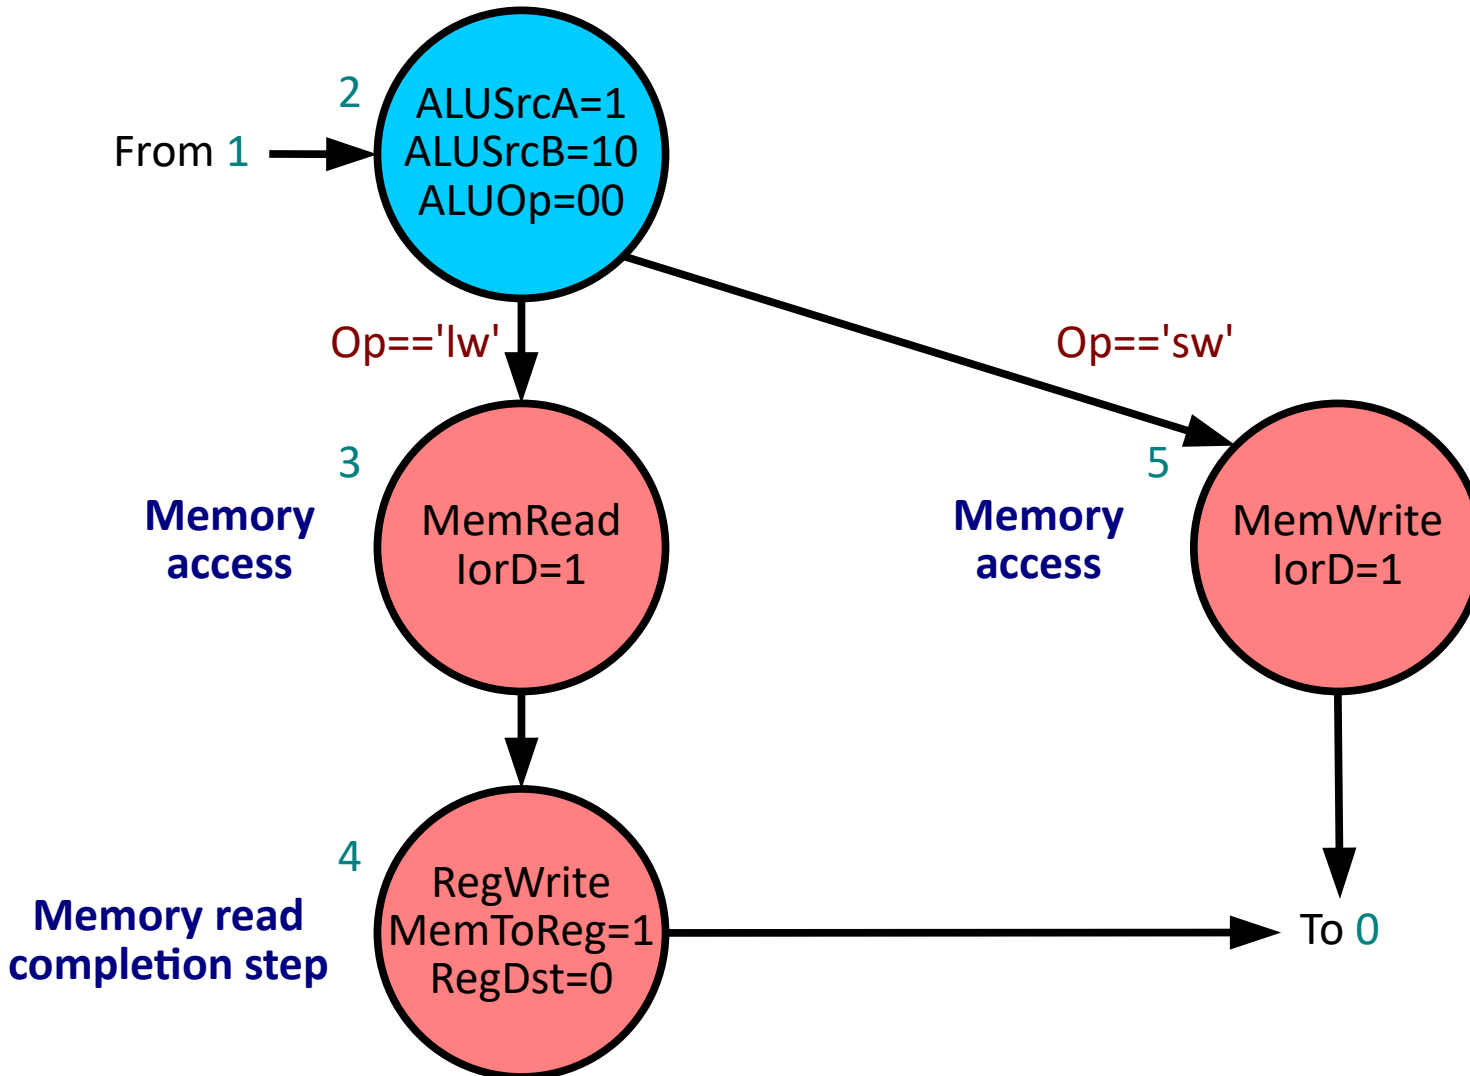 2
ALUSrcA=1
ALUSrcB=10
ALUOp=00
From 1
Op=='lw'
Op=='sw'
3
Memory
access
MemRead
IorD=1
5
Memory
access
MemWrite
IorD=1
4
Memory read
completion step
RegWrite
MemToReg=1
RegDst=0
To 0